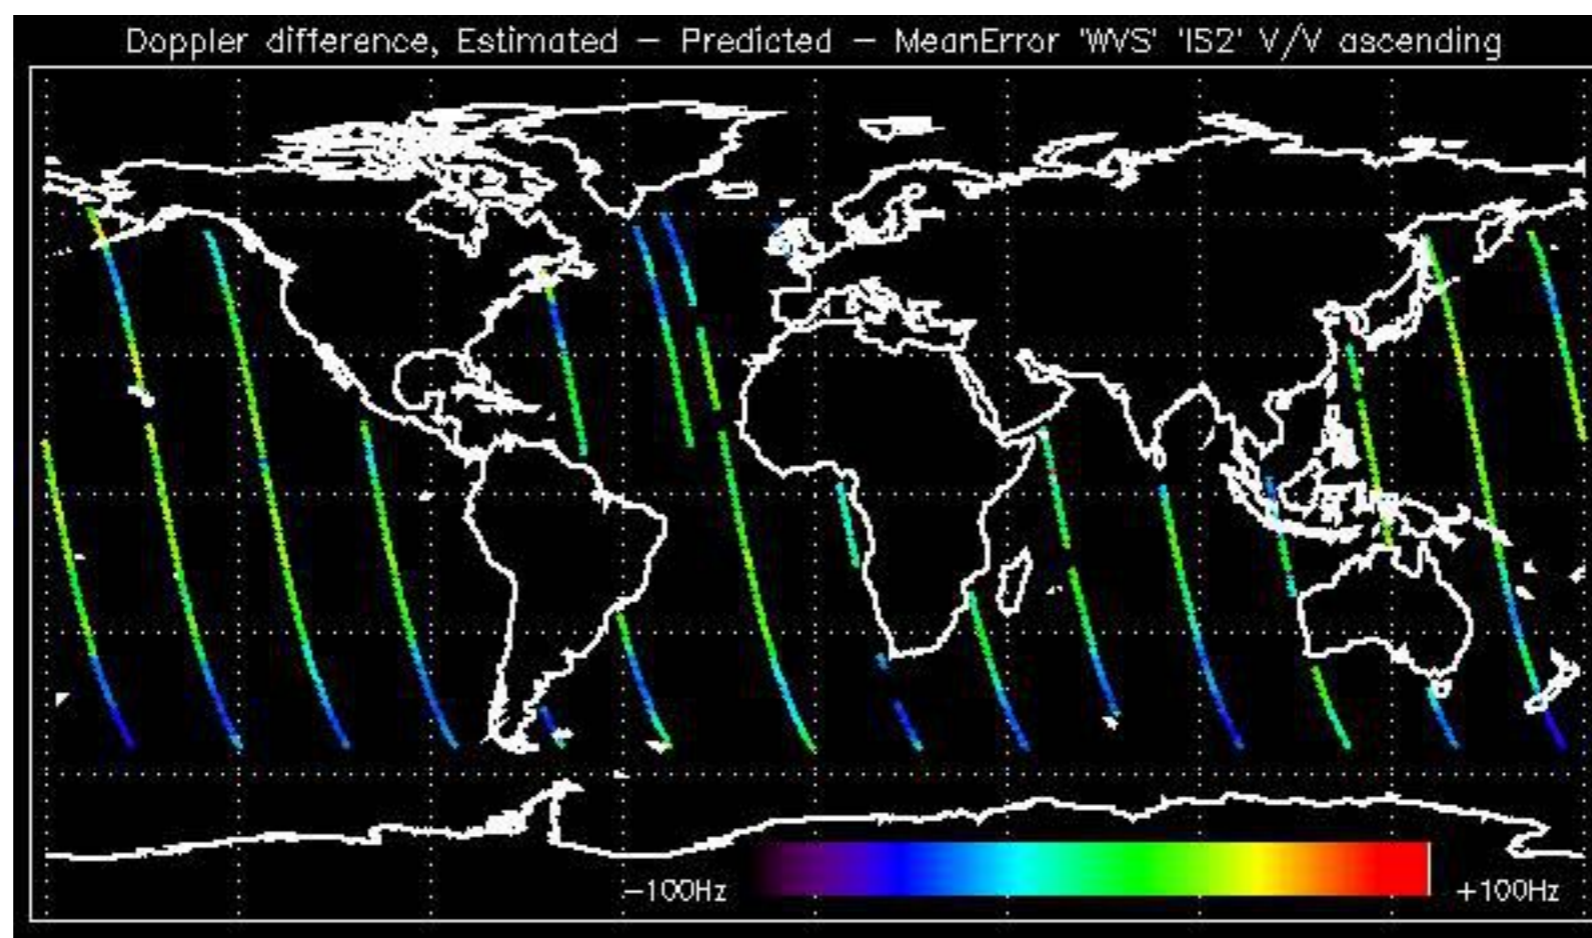 Doppler difference, Estimated − Predicted − MeanError 'WVS' 'IS2' V/V ascending
−100Hz +100Hz